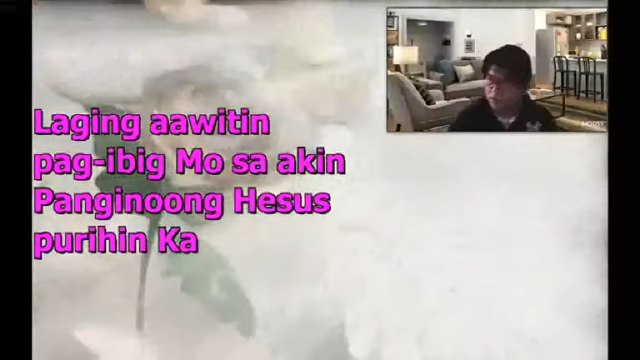 Laging aawitin
pag-ibig Mo sa akin
Panginoong Hesus
purihin Ka